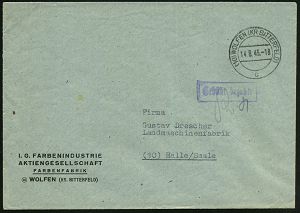 (10) WOLFEN (KR. BITTERFELD)
14.8.45.-18
c
Gebühr bezahlt
Firma
Gustav Drescher
Landmaschinenfabrik
(10) Halle/Saale
I. G. FARBENINDUSTRIE
AKTIENGESELLSCHAFT
FARBENFABRIK
WOLFEN (KR. BITTERFELD)